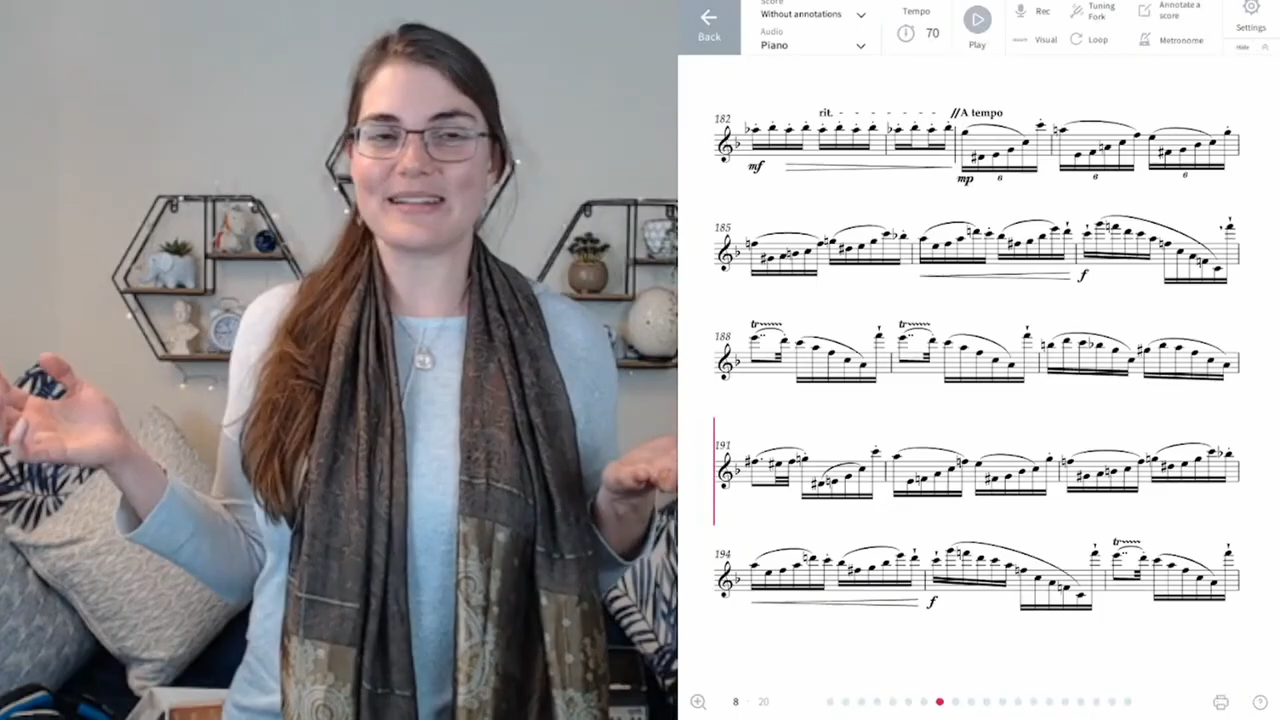 Score
Without annotations
Audio
Piano
Back
Tempo
70
Play
Rec
Visual
Tuning Fork
Loop
Annotate a score
Metronome
Settings
Hide
182
rit.
//A tempo
mf
mp
6
6
6
185
f
188
tr
tr
191
194
tr
f
8
20
?